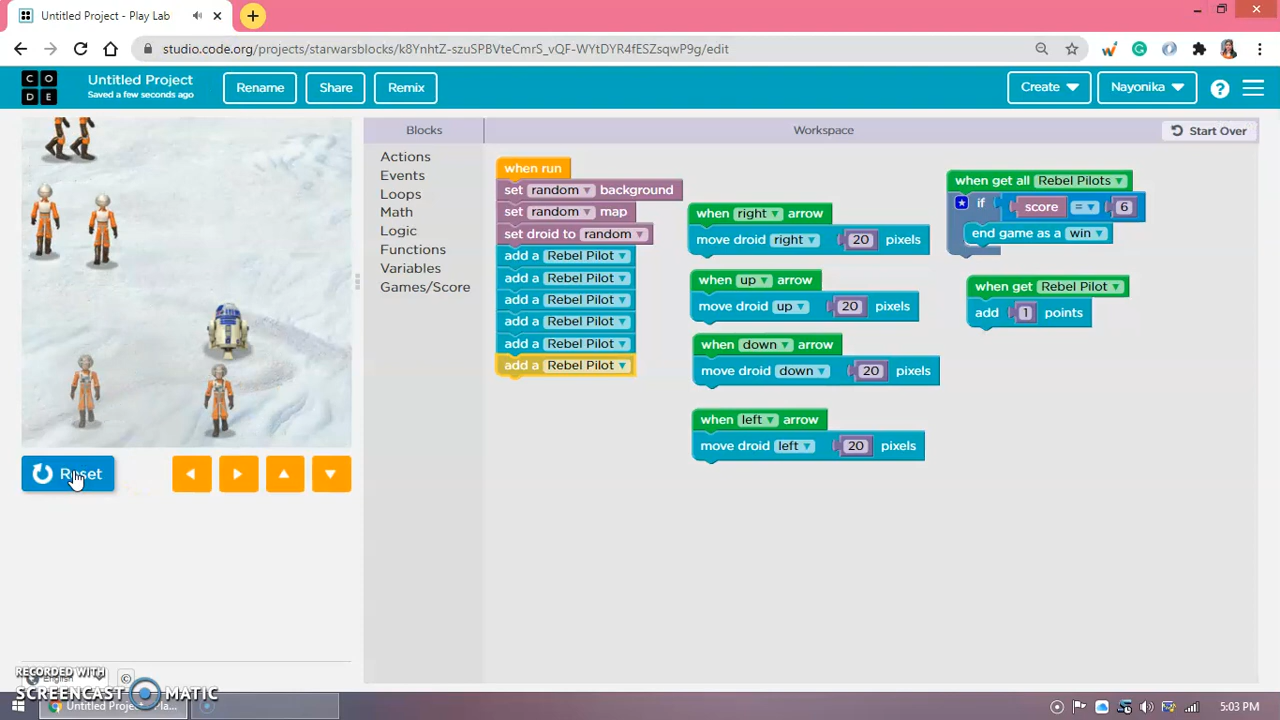 Untitled Project - Play Lab
studio.code.org/projects/starwarsblocks/k8YnhtZ-szuSPBVteCmrS_vQF-WYtDYR4fESZsqWP9g/edit
C O D E
Untitled Project
Saved a few seconds ago
Rename
Share
Remix
Create
Nayonika
?
Blocks
Workspace
Start Over
Actions
Events
Loops
Math
Logic
Functions
Variables
Games/Score
when run
set random background
set random map
set droid to random
add a Rebel Pilot
add a Rebel Pilot
add a Rebel Pilot
add a Rebel Pilot
add a Rebel Pilot
add a Rebel Pilot
when right arrow
move droid right 20 pixels
when up arrow
move droid up 20 pixels
when down arrow
move droid down 20 pixels
when left arrow
move droid left 20 pixels
when get all Rebel Pilots
if score = 6
end game as a win
when get Rebel Pilot
add 1 points
Reset
English
©
RECORDED WITH
SCREENCAST MATIC
Untitled Project - Pla...
5:03 PM